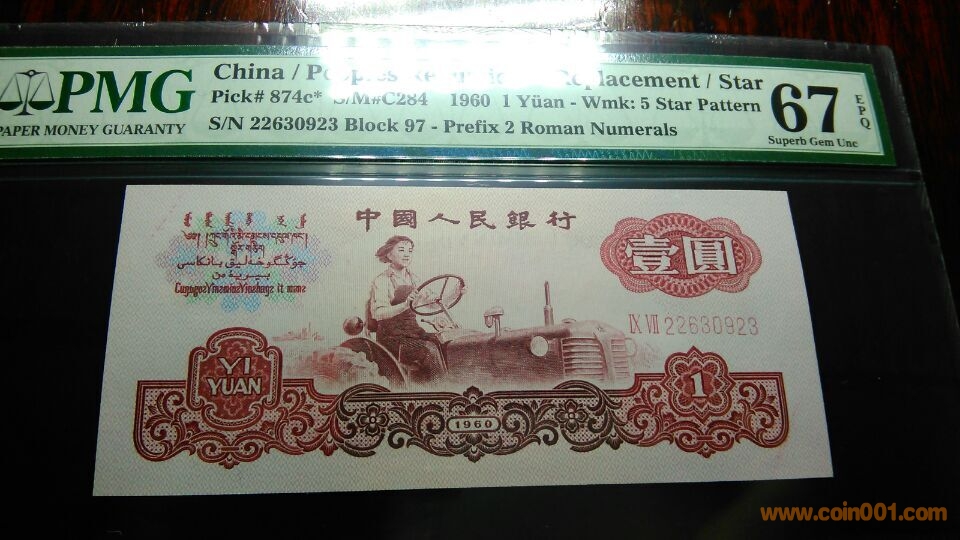 PMG
PAPER MONEY GUARANTY
China / Peoples Replacement / Star
Pick# 874c* S/M#C284 1960 1 Yüan - Wmk: 5 Star Pattern
S/N 22630923 Block 97 - Prefix 2 Roman Numerals
67
EPQ
Superb Gem Unc
中國人民銀行
壹圓
IX VII 22630923
YI
YUAN
1960
1
www.coin001.com